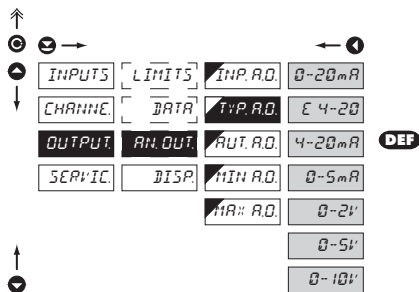 INPUTS LIMITS INP. A.O. 0-20mA
CHANNE. DATA TYP. A.O. E 4-20
OUTPUT. AN. OUT. AUT. A.O. 4-20mA DEF
SERVIC. DISP. MIN A.O. 0-5mA
MAX A.O. 0-2V
0-5V
0-10V